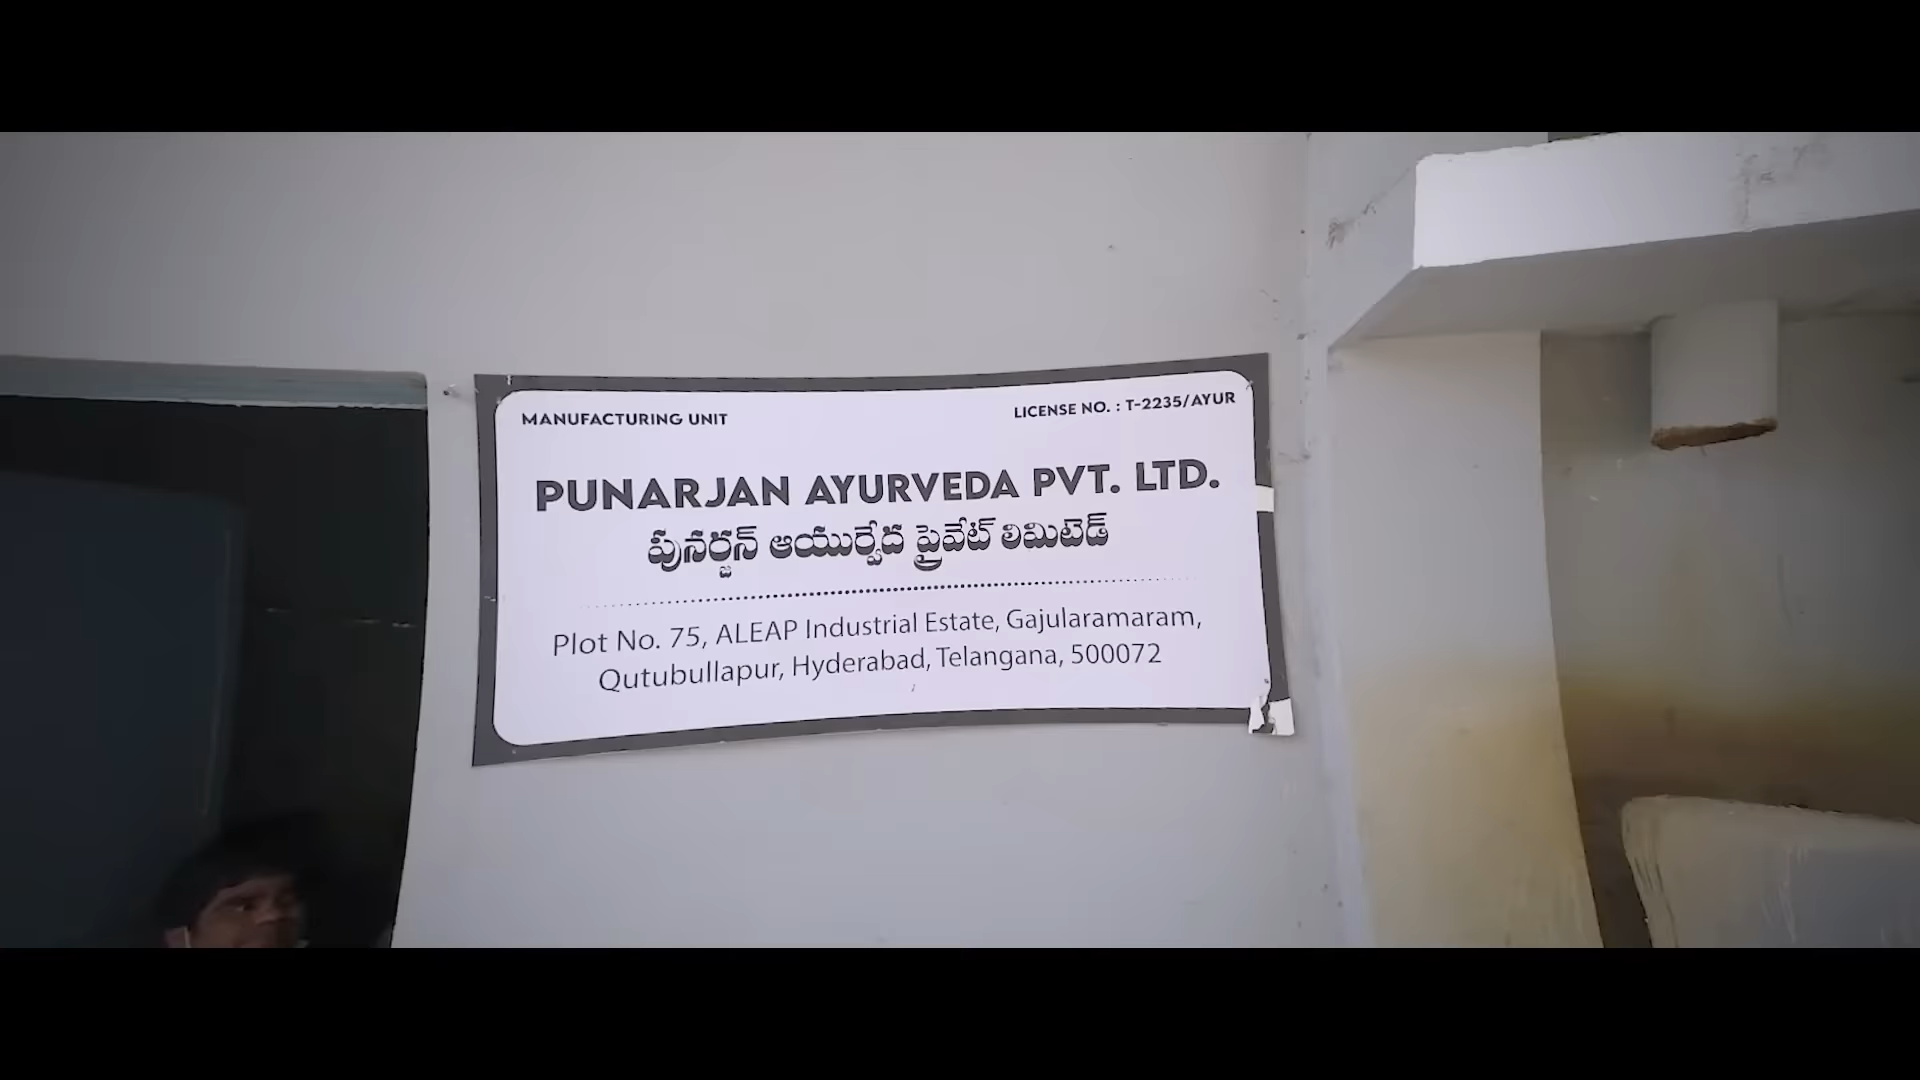 MANUFACTURING UNIT
LICENSE NO. : T-2235/AYUR
PUNARJAN AYURVEDA PVT. LTD.
పునర్జన్ ఆయుర్వేద ప్రైవేట్ లిమిటెడ్
Plot No. 75, ALEAP Industrial Estate, Gajularamaram,
Qutubullapur, Hyderabad, Telangana, 500072